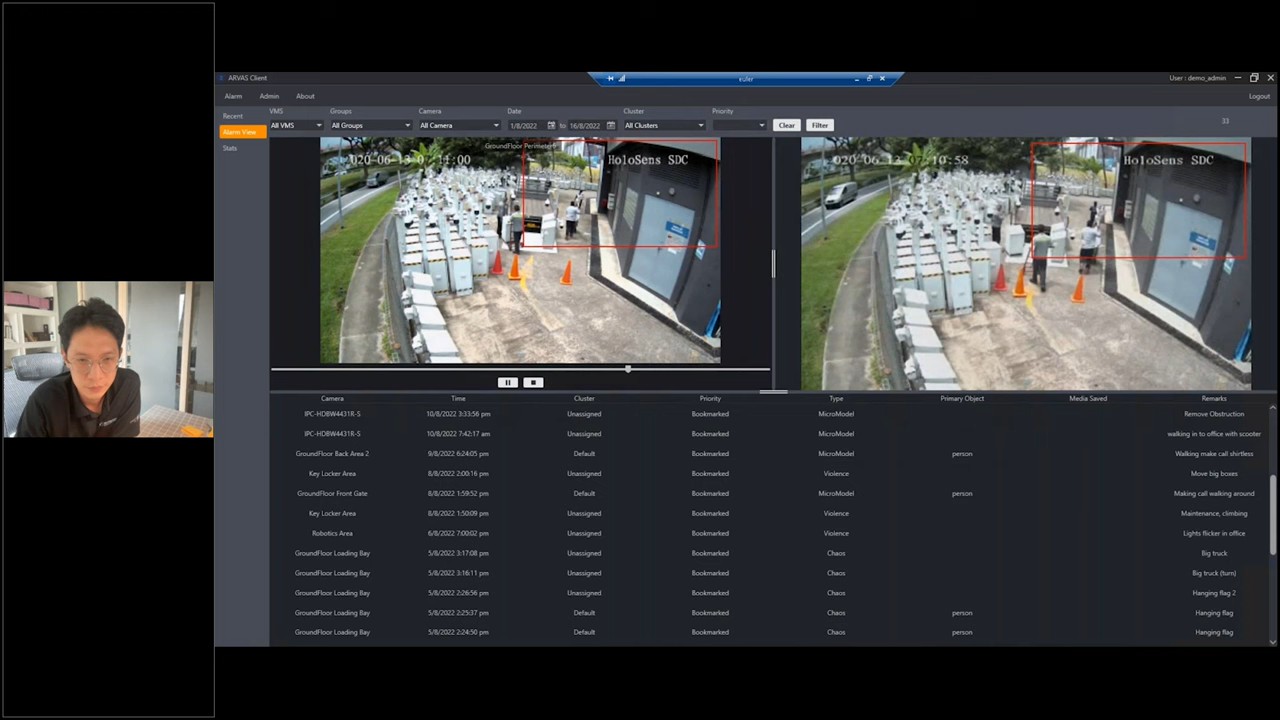 ARVAS Client
euler
User : demo_admin
Alarm Admin About
Logout
Recent
Alarm View
Stats
VMS Groups Camera Date Cluster Priority
All VMS All Groups All Camera 1/8/2022 to 16/8/2022 All Clusters Clear Filter
33
GroundFloor Perimeter
11:00
HoloSens SDC
020-06-13 07:10:58
HoloSens SDC
Camera Time Cluster Priority Type Primary Object Media Saved Remarks
IPC-HDBW4431R-S 10/8/2022 3:33:56 pm Unassigned Bookmarked MicroModel Remove Obstruction
IPC-HDBW4431R-S 10/8/2022 7:42:17 am Unassigned Bookmarked MicroModel walking in to office with scooter
GroundFloor Back Area 2 9/8/2022 6:24:05 pm Default Bookmarked MicroModel person Walking make call shirtless
Key Locker Area 8/8/2022 2:00:16 pm Unassigned Bookmarked Violence Move big boxes
GroundFloor Front Gate 8/8/2022 1:59:52 pm Default Bookmarked MicroModel person Making call walking around
Key Locker Area 8/8/2022 1:50:09 pm Unassigned Bookmarked Violence Maintenance, climbing
Robotics Area 6/8/2022 7:00:02 pm Unassigned Bookmarked Violence Lights flicker in office
GroundFloor Loading Bay 5/8/2022 3:17:08 pm Unassigned Bookmarked Chaos Big truck
GroundFloor Loading Bay 5/8/2022 3:16:11 pm Unassigned Bookmarked Chaos Big truck (turn)
GroundFloor Loading Bay 5/8/2022 2:26:56 pm Unassigned Bookmarked Chaos Hanging flag 2
GroundFloor Loading Bay 5/8/2022 2:25:37 pm Default Bookmarked Chaos person Hanging flag
GroundFloor Loading Bay 5/8/2022 2:24:50 pm Default Bookmarked Chaos person Hanging flag